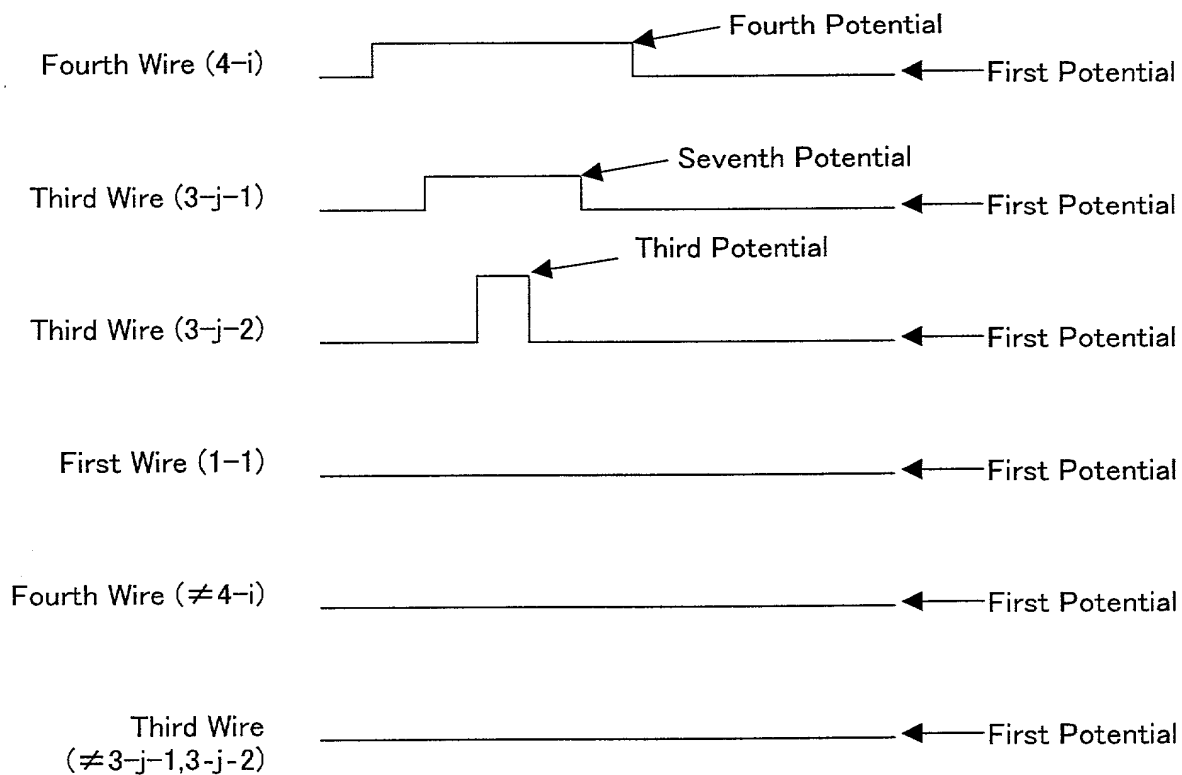 Fourth Potential
Fourth Wire (4-i)
First Potential
Seventh Potential
Third Wire (3-j-1)
First Potential
Third Potential
Third Wire (3-j-2)
First Potential
First Wire (1-1)
First Potential
Fourth Wire (≠4-i)
First Potential
Third Wire
(≠3-j-1,3-j-2)
First Potential